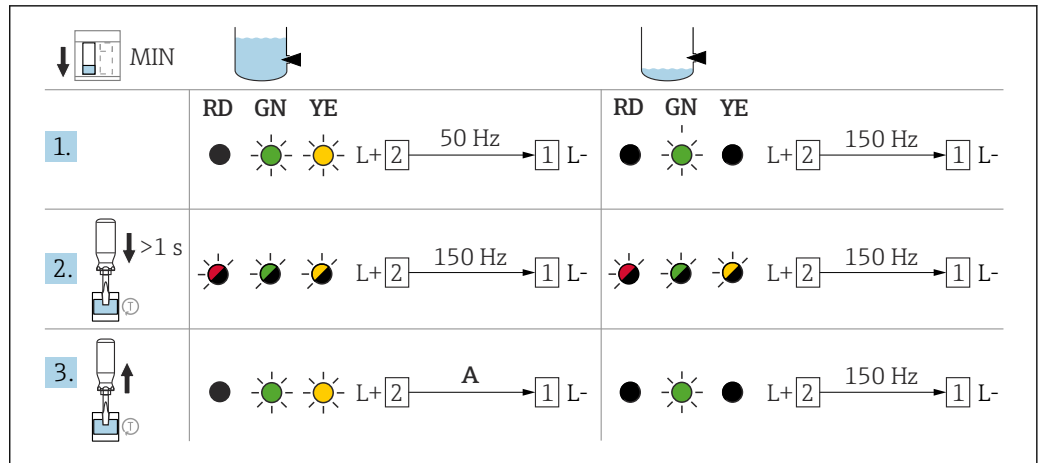 MIN
RD GN YE RD GN YE
1. L+ 2 50 Hz 1 L- L+ 2 150 Hz 1 L-
2. >1 s T L+ 2 150 Hz 1 L- L+ 2 150 Hz 1 L-
3. T L+ 2 A 1 L- L+ 2 150 Hz 1 L-